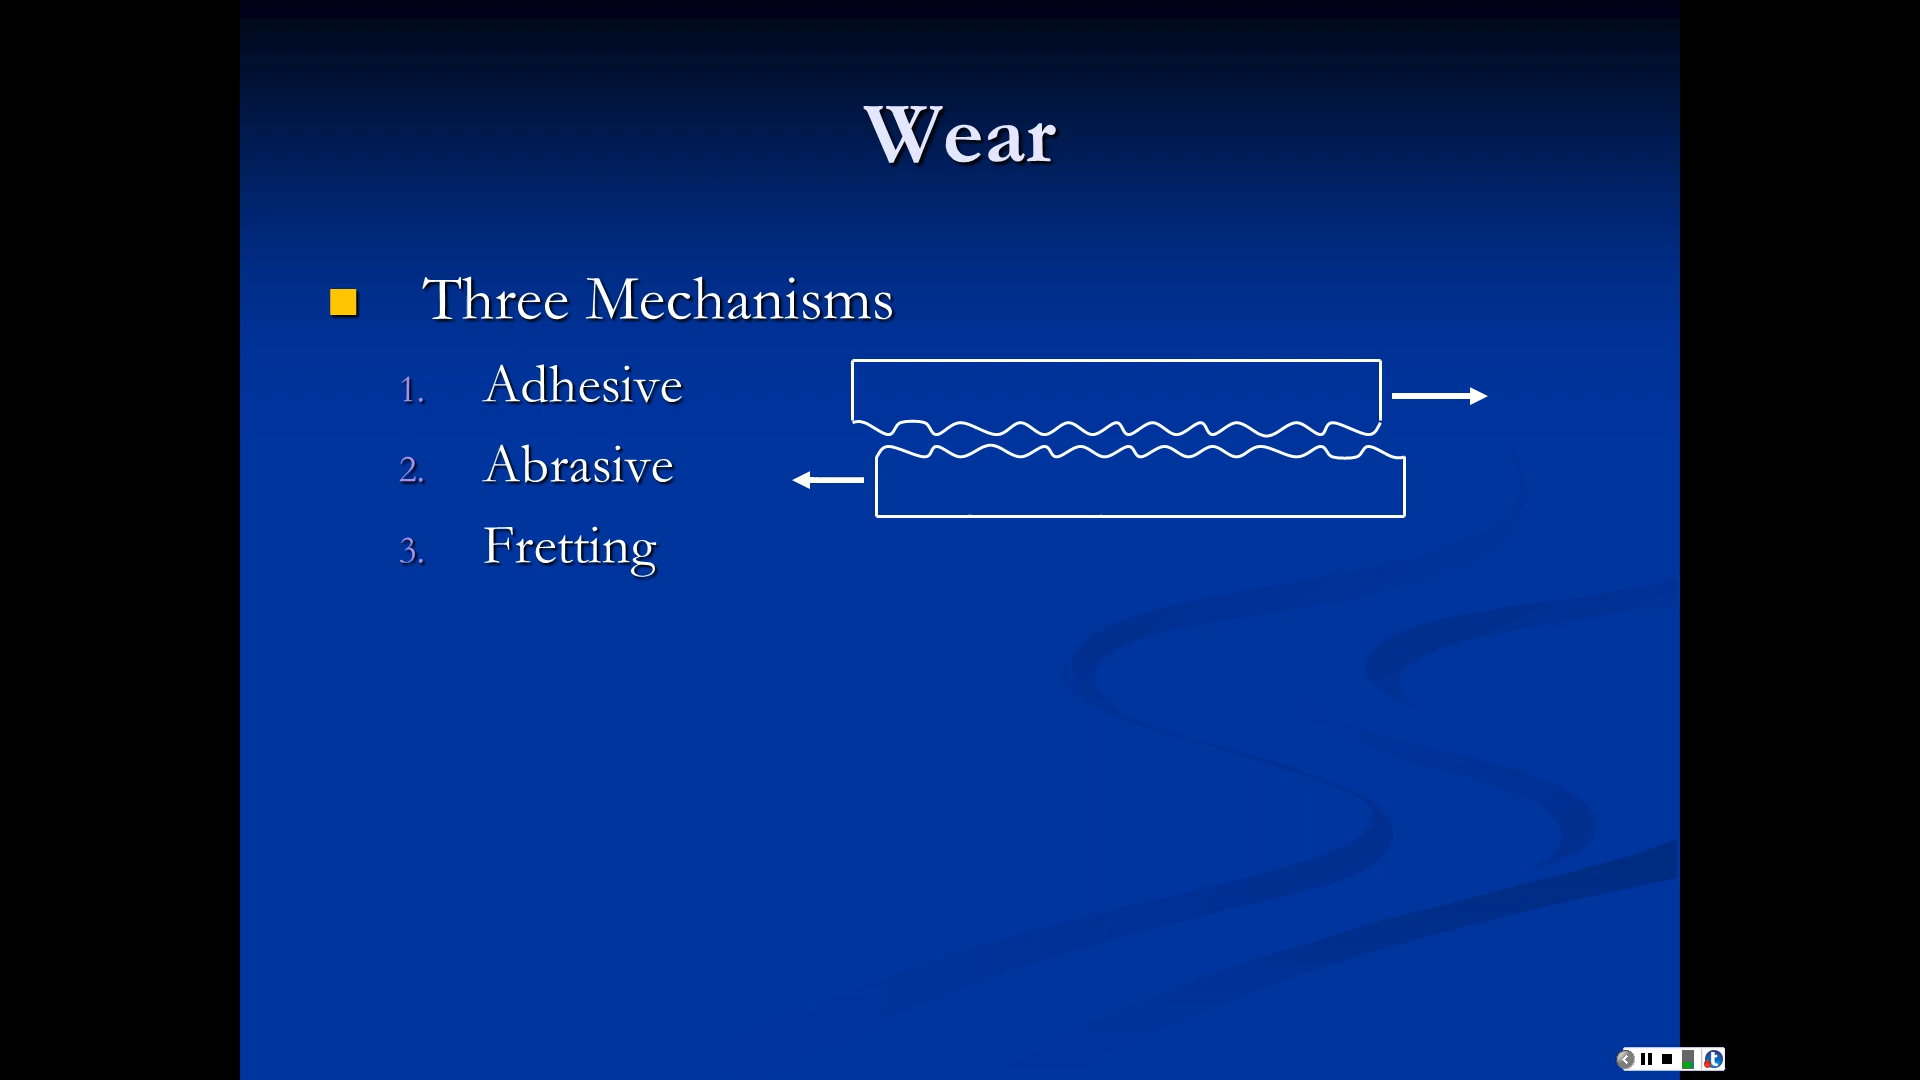 Wear
Three Mechanisms
1. Adhesive
2. Abrasive
3. Fretting